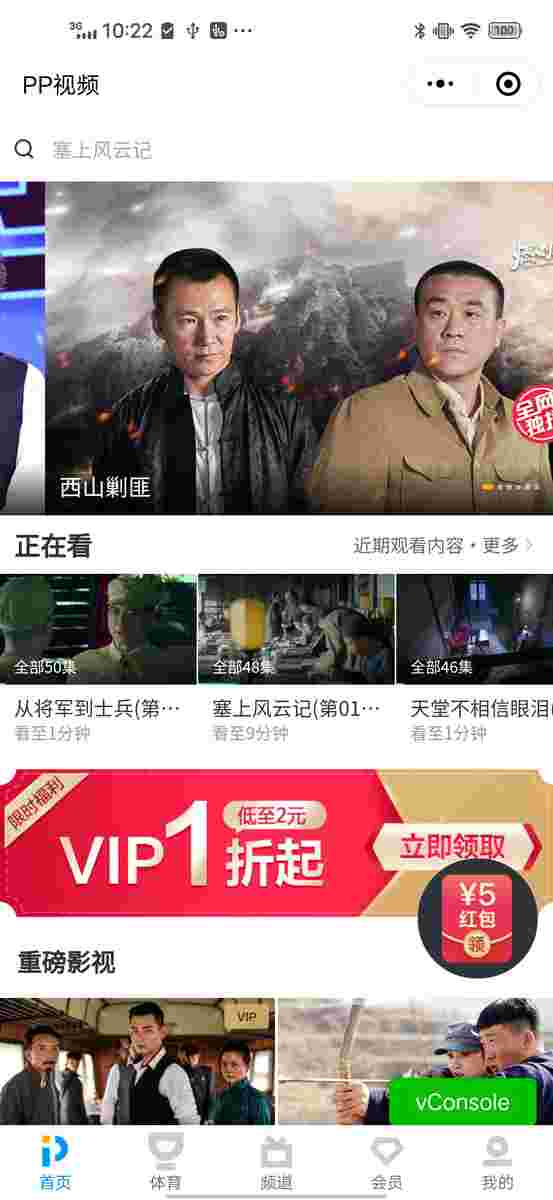 3G 10:22 100
PP视频
塞上风云记
全网
独播
西山剿匪
正在看
近期观看内容·更多
全部50集
全部48集
全部46集
从将军到士兵(第…
塞上风云记(第01…
天堂不相信眼泪(
看至1分钟
看至9分钟
看至1分钟
限时福利
VIP1折起
低至2元
立即领取
¥5
红包
领
重磅影视
VIP
vConsole
首页
体育
频道
会员
我的